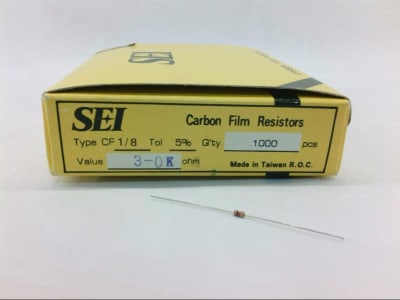 SEI
SEI Carbon Film Resistors
Type CF 1/8 Tol 5% Q'ty 1000 pcs
Value 3-0K ohm Made in Taiwan R.O.C.